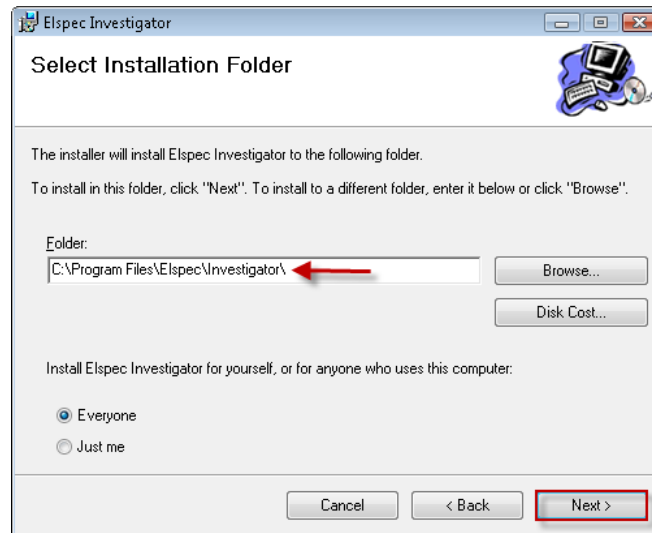 Elspec Investigator
Select Installation Folder
The installer will install Elspec Investigator to the following folder.
To install in this folder, click "Next". To install to a different folder, enter it below or click "Browse".
Folder:
C:\Program Files\Elspec\Investigator\
Browse...
Disk Cost...
Install Elspec Investigator for yourself, or for anyone who uses this computer:
Everyone
Just me
Cancel
< Back
Next >